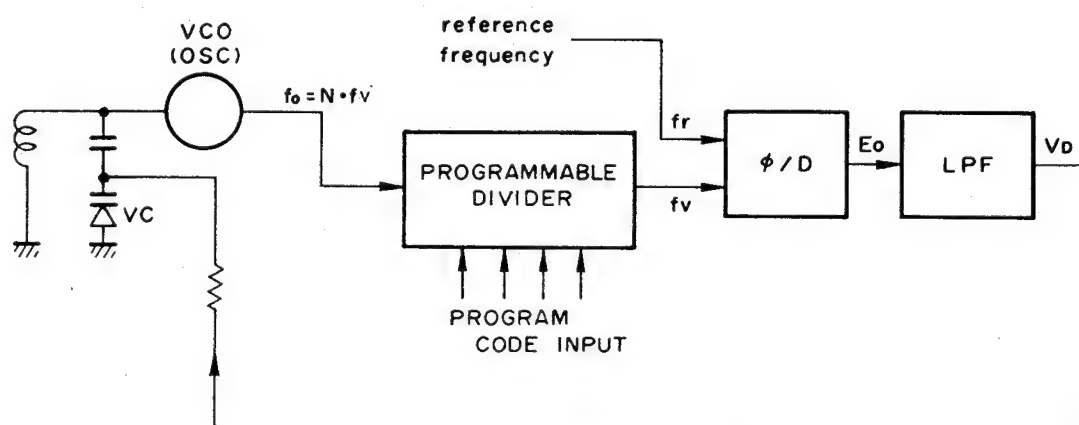 VCO
(OSC)
reference
frequency
fo=N•fv
VC
PROGRAMMABLE
DIVIDER
PROGRAM
CODE INPUT
fr
fv
φ/D
Eo
LPF
VD